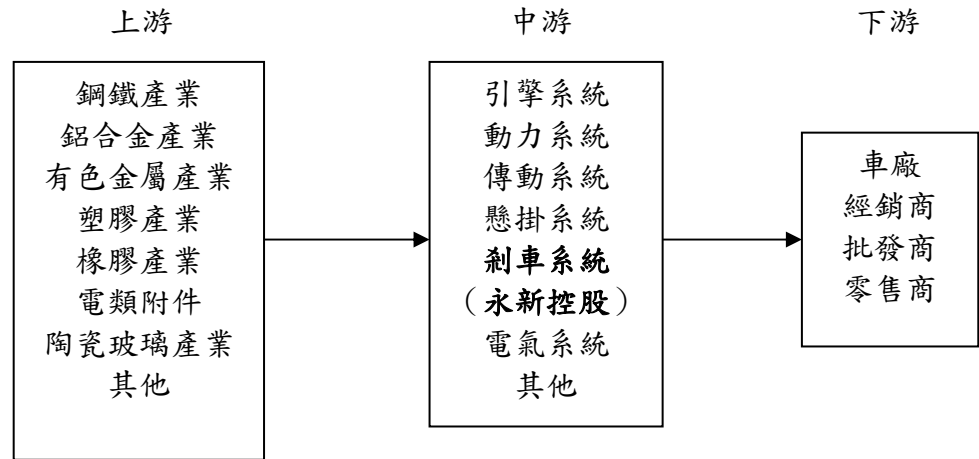 上游
鋼鐵產業
鋁合金產業
有色金屬產業
塑膠產業
橡膠產業
電類附件
陶瓷玻璃產業
其他
中游
引擎系統
動力系統
傳動系統
懸掛系統
剎車系統
（永新控股）
電氣系統
其他
下游
車廠
經銷商
批發商
零售商